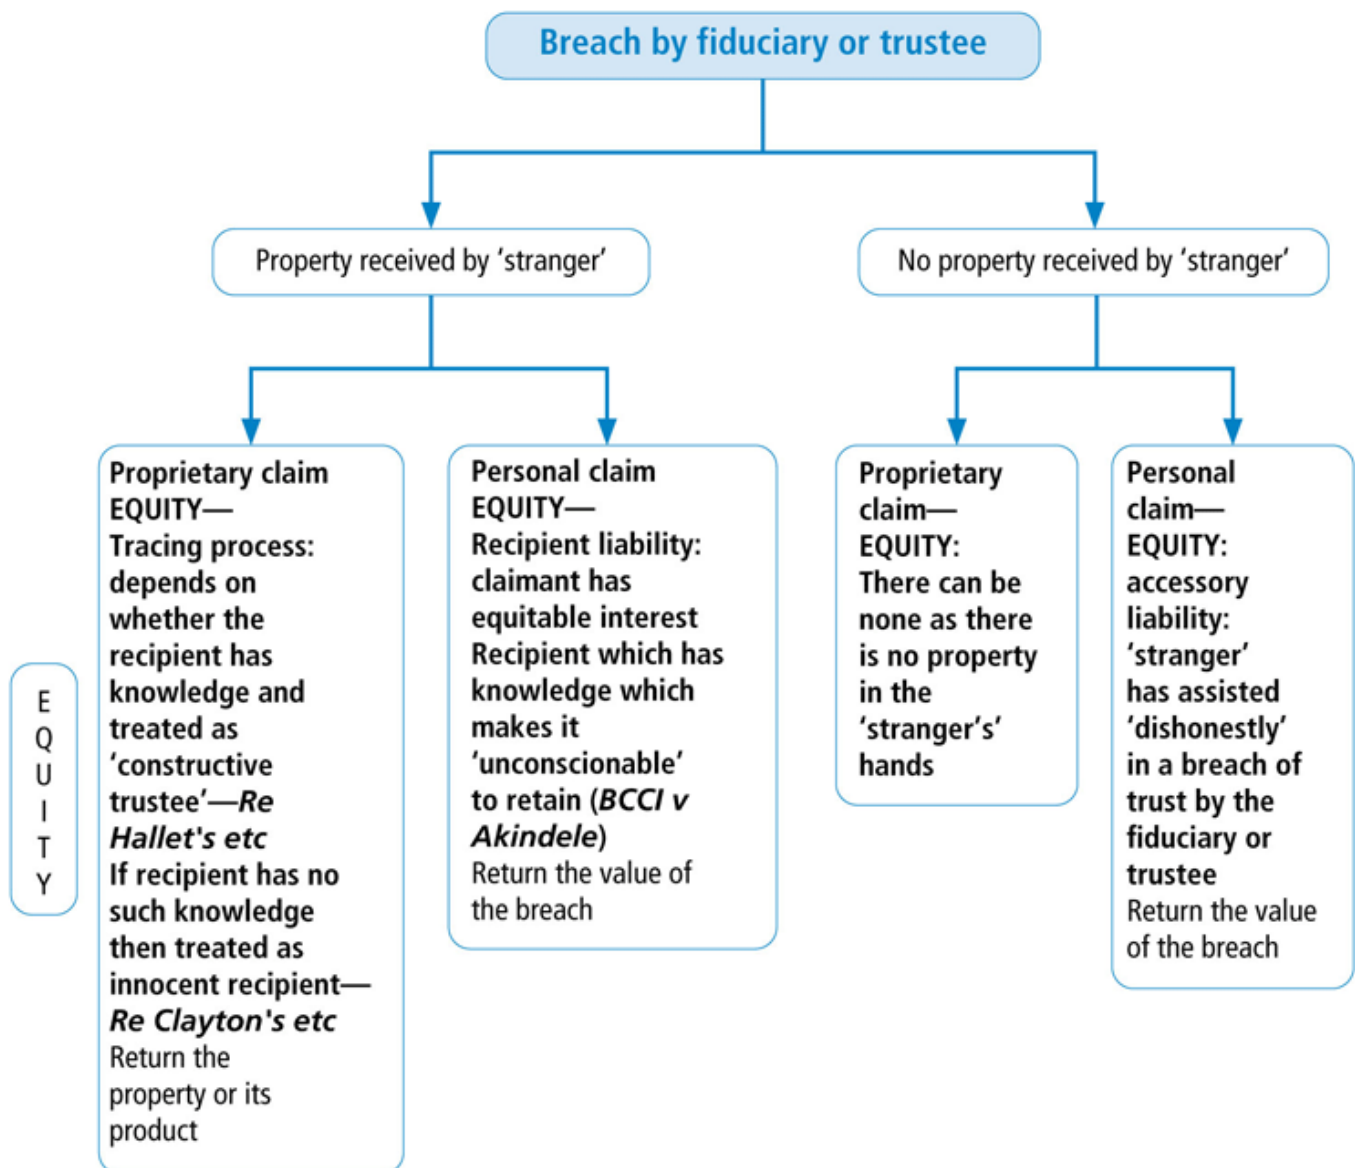 Breach by fiduciary or trustee
Property received by ‘stranger’
No property received by ‘stranger’
E
Q
U
I
T
Y
Proprietary claim
EQUITY—
Tracing process:
depends on
whether the
recipient has
knowledge and
treated as
‘constructive
trustee’—Re
Hallet's etc
If recipient has no
such knowledge
then treated as
innocent recipient—
Re Clayton's etc
Return the
property or its
product
Personal claim
EQUITY—
Recipient liability:
claimant has
equitable interest
Recipient which has
knowledge which
makes it
‘unconscionable’
to retain (BCCI v
Akindele)
Return the value of
the breach
Proprietary
claim—
EQUITY:
There can be
none as there
is no property
in the
‘stranger’s’
hands
Personal
claim—
EQUITY:
accessory
liability:
‘stranger’
has assisted
‘dishonestly’
in a breach of
trust by the
fiduciary or
trustee
Return the value
of the breach